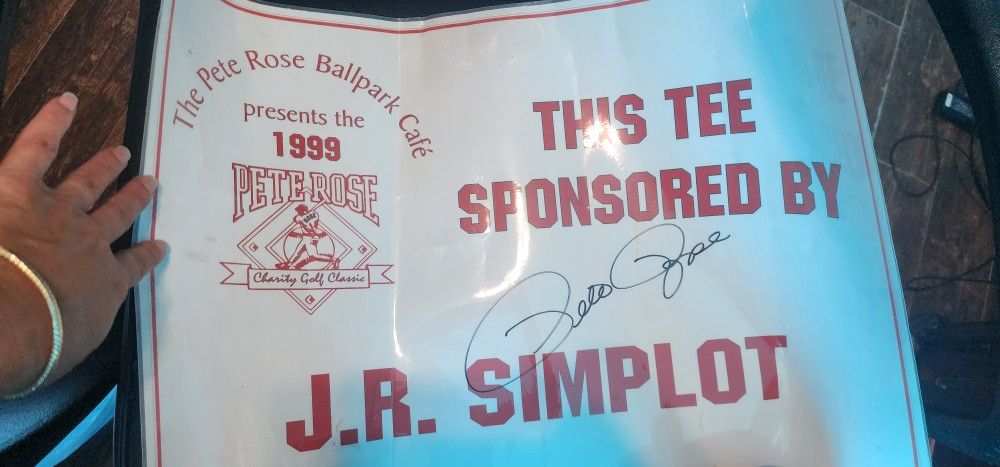 The Pete Rose Ballpark Café
presents the
1999
PETE ROSE
Charity Golf Classic
THIS TEE
SPONSORED BY
Pete Rose
J.R. SIMPLOT